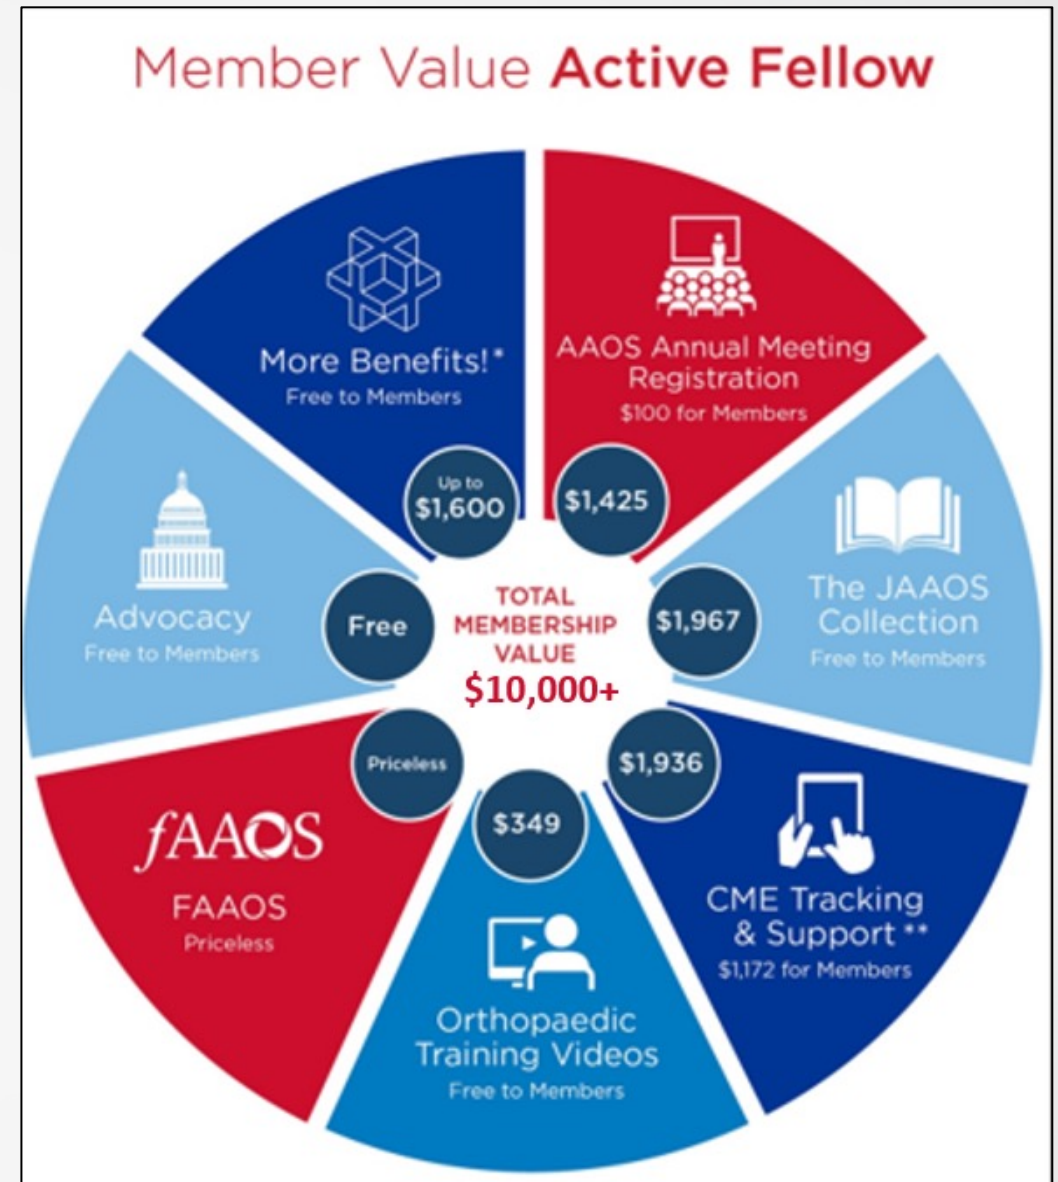 Member Value Active Fellow
AAOS Annual Meeting
Registration
$100 for Members
$1,425
The JAAOS
Collection
Free to Members
$1,967
CME Tracking
& Support**
$1,172 for Members
$1,936
Orthopaedic
Training Videos
Free to Members
$349
fAAOS
FAAOS
Priceless
Priceless
Advocacy
Free to Members
Free
More Benefits!*
Free to Members
Up to
$1,600
TOTAL
MEMBERSHIP
VALUE
$10,000+